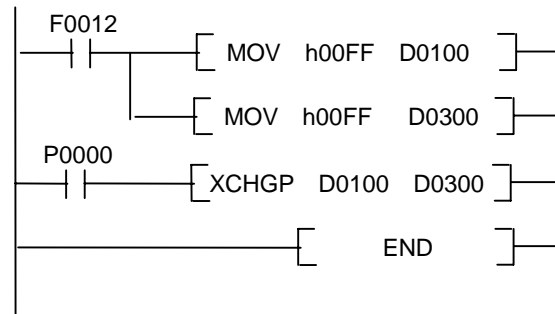 F0012
MOV h00FF D0100
MOV h00FF D0300
P0000
XCHGP D0100 D0300
END